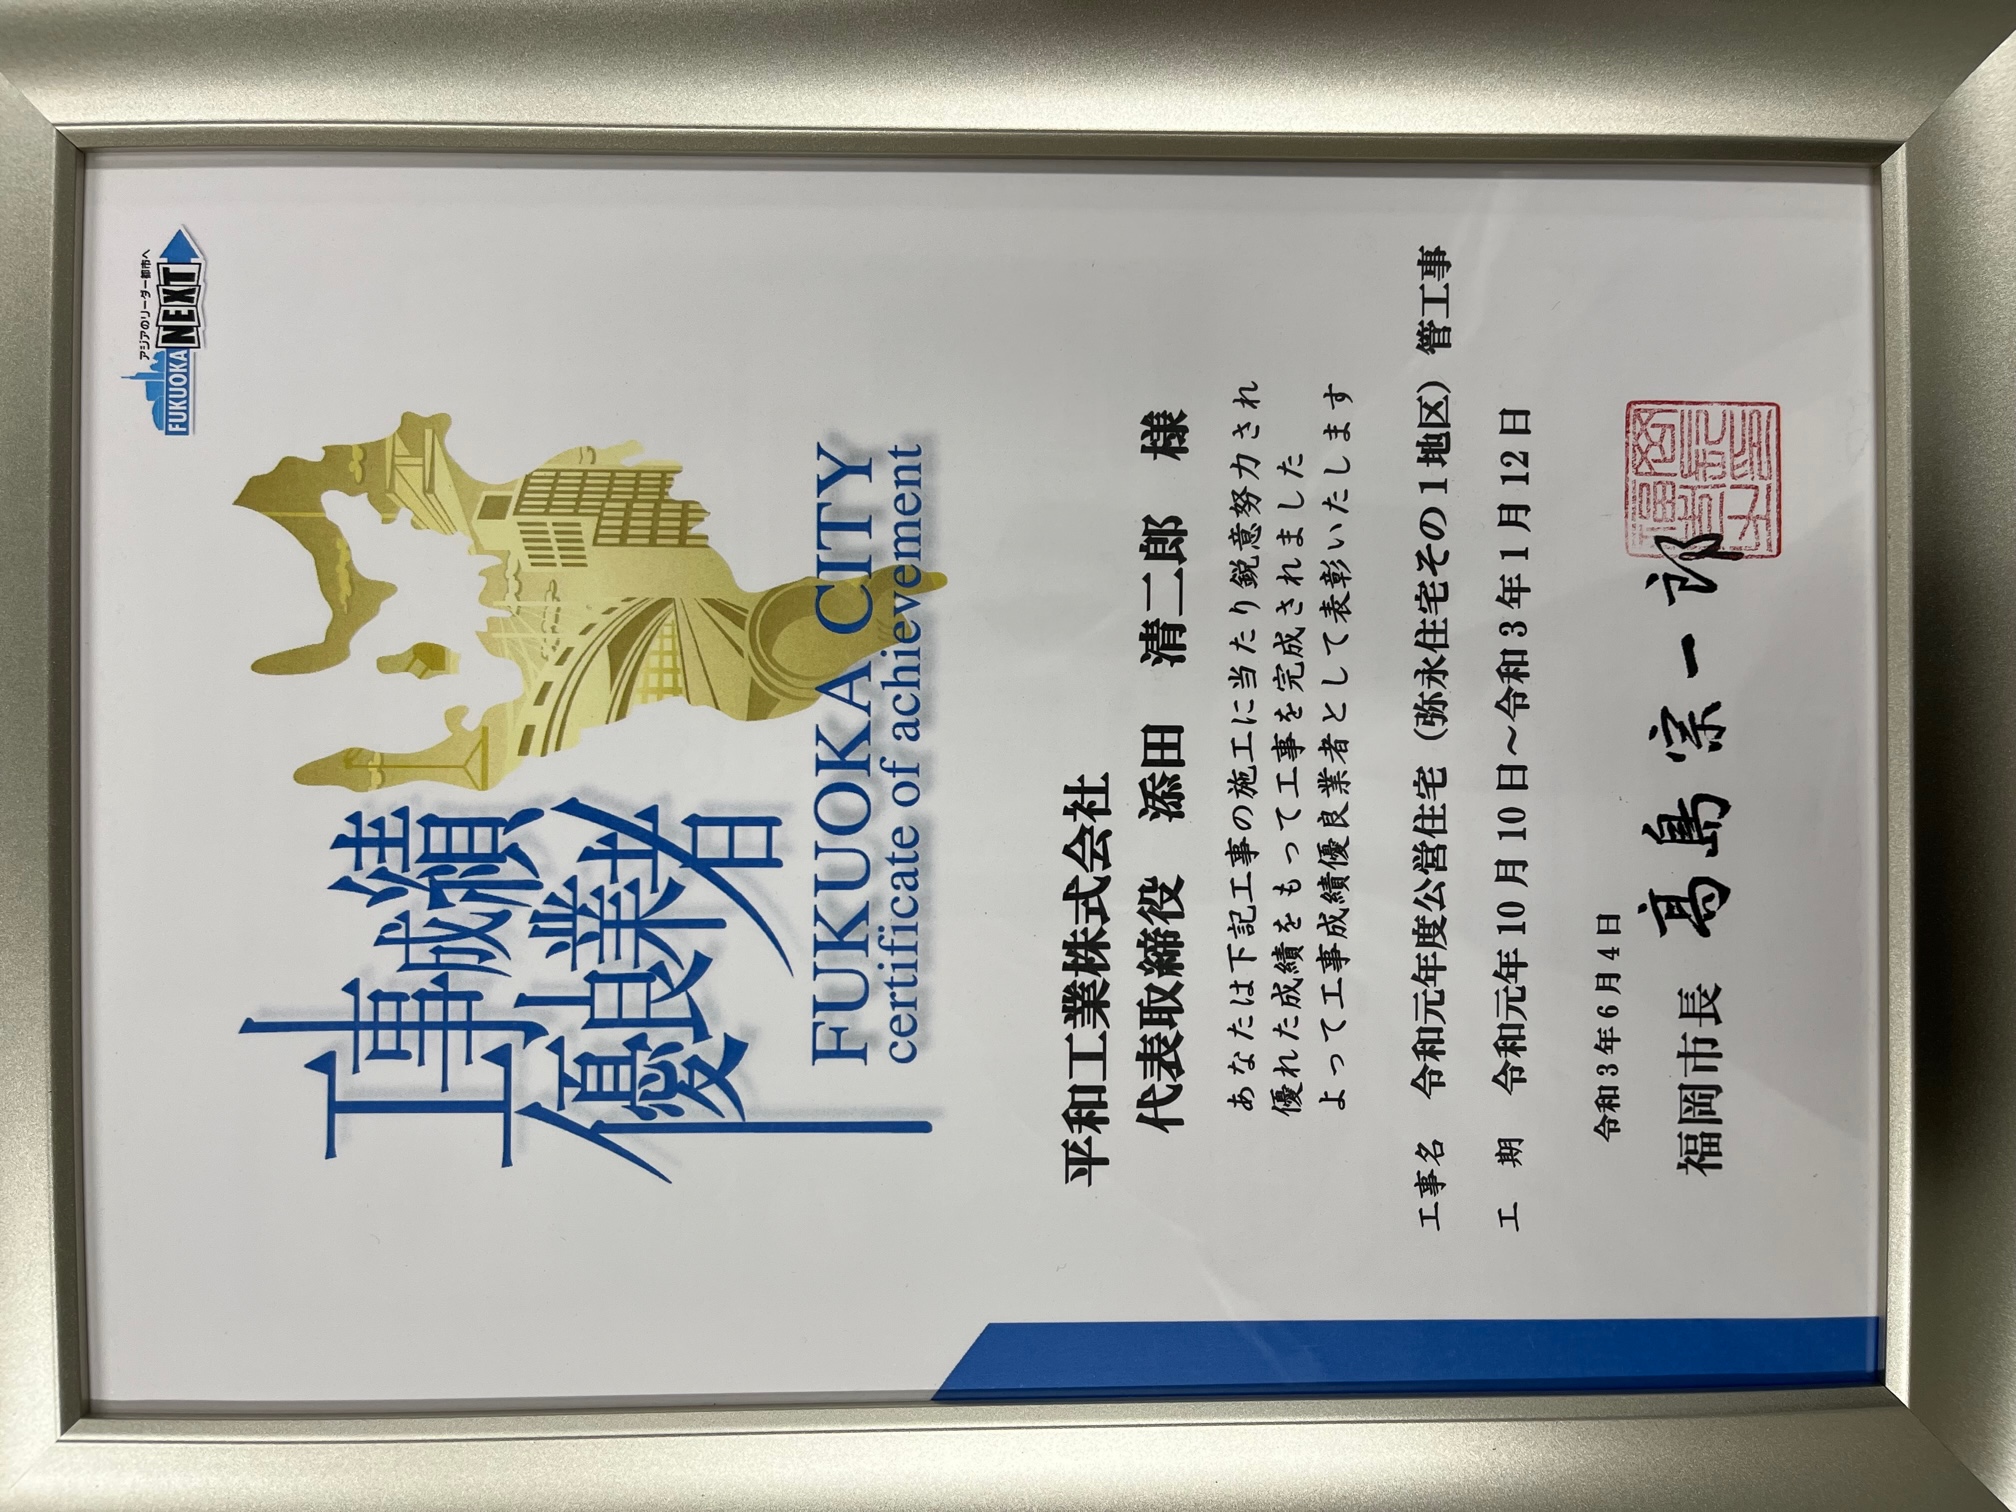 アジアのリーダー都市へ
FUKUOKA NEXT
工事成績
優良業者
FUKUOKA CITY
certificate of achievement
平和工業株式会社
代表取締役 添田 清二郎 様
あなたは下記工事の施工に当たり鋭意努力され
優れた成績をもって工事を完成されました
よって工事成績優良業者として表彰いたします
工事名 令和元年度公営住宅(弥永住宅その1地区)管工事
工 期 令和元年10月10日~令和3年1月12日
令和3年6月4日
福岡市長 高島宗一郎